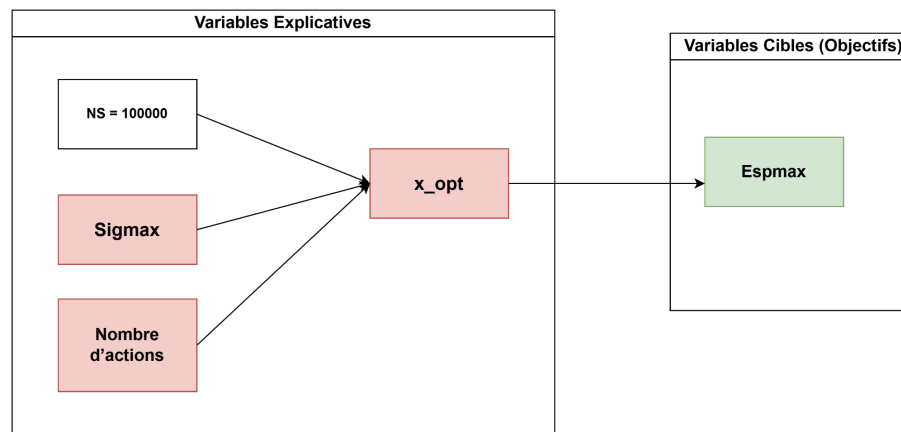 Variables Explicatives
Variables Cibles (Objectifs)
NS = 100000
Sigmax
Nombre
d'actions
x_opt
Espmax